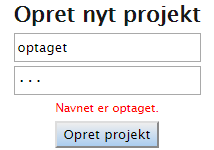 Opret nyt projekt
optaget
...
Navnet er optaget.
Opret projekt